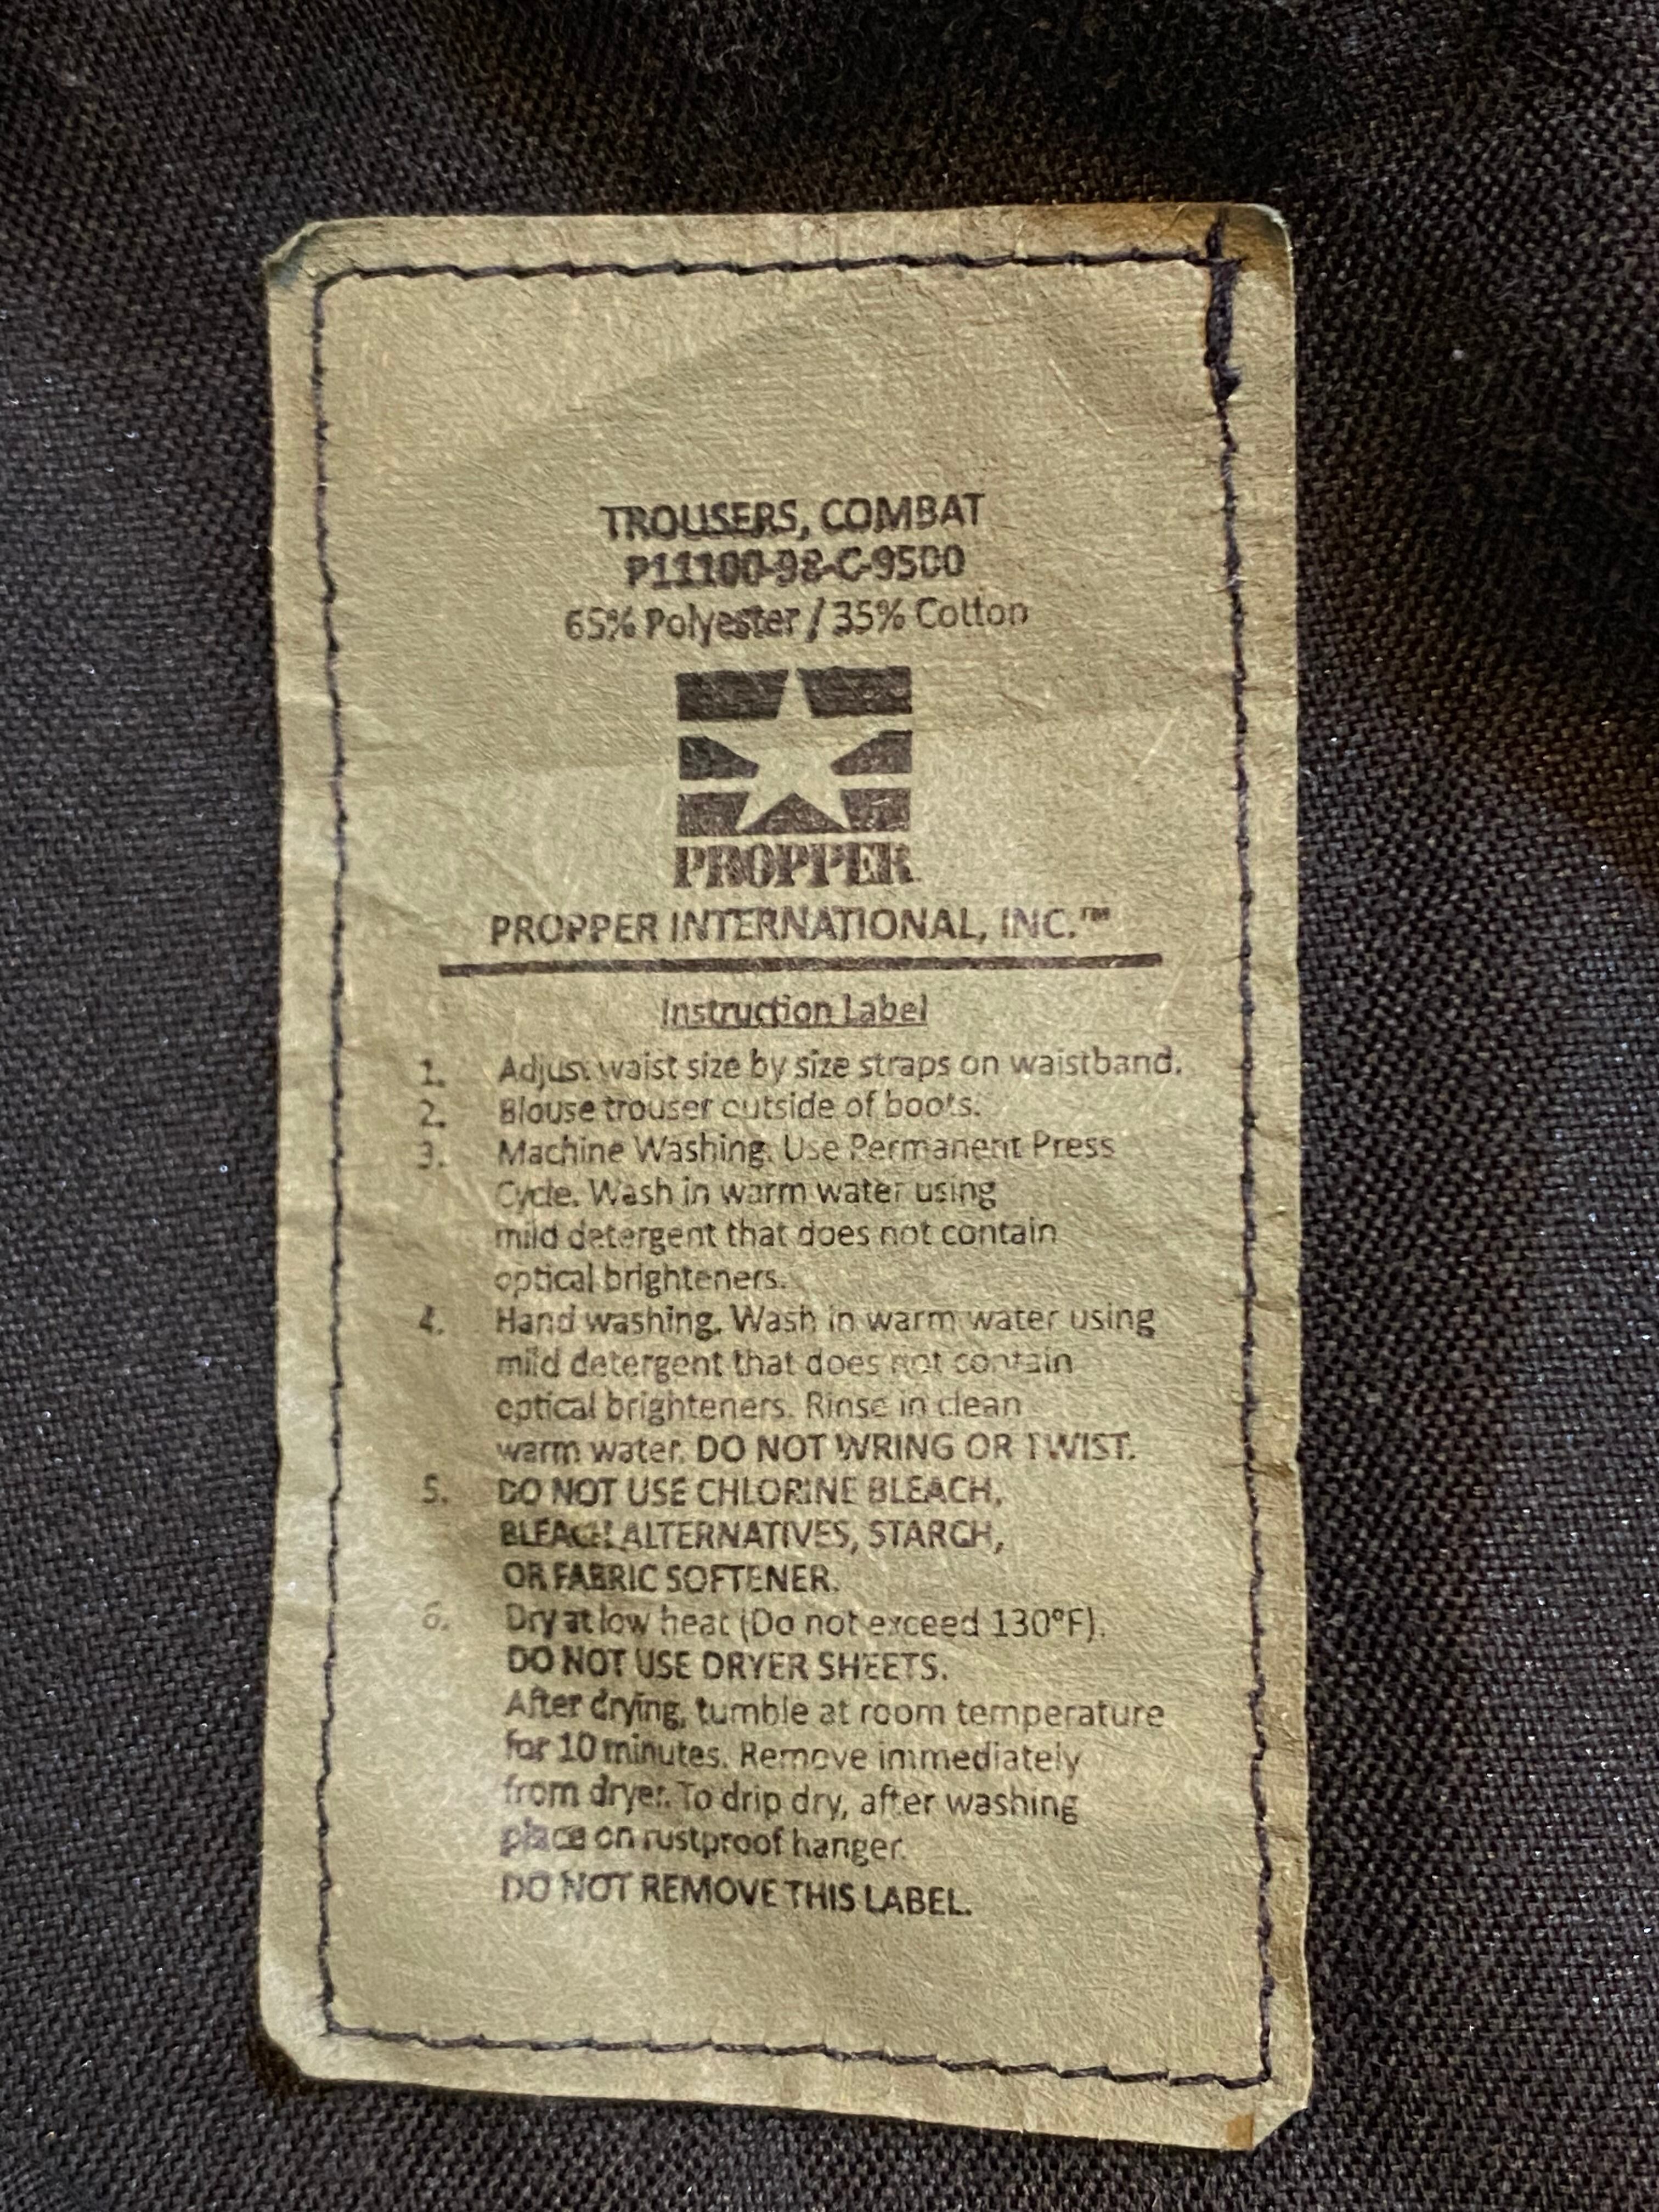 TROUSERS, COMBAT
P11100-98-C-9500
65% Polyester / 35% Cotton
PROPPER
PROPPER INTERNATIONAL, INC.™
Instruction Label
1. Adjust waist size by size straps on waistband.
2. Blouse trouser outside of boots.
3. Machine Washing. Use Permanent Press
Cycle. Wash in warm water using
mild detergent that does not contain
optical brighteners.
4. Hand washing. Wash in warm water using
mild detergent that does not contain
optical brighteners. Rinse in clean
warm water. DO NOT WRING OR TWIST.
5. DO NOT USE CHLORINE BLEACH,
BLEACH ALTERNATIVES, STARCH,
OR FABRIC SOFTENER.
6. Dry at low heat (Do not exceed 130°F).
DO NOT USE DRYER SHEETS.
After drying, tumble at room temperature
for 10 minutes. Remove immediately
from dryer. To drip dry, after washing
place on rustproof hanger.
DO NOT REMOVE THIS LABEL.